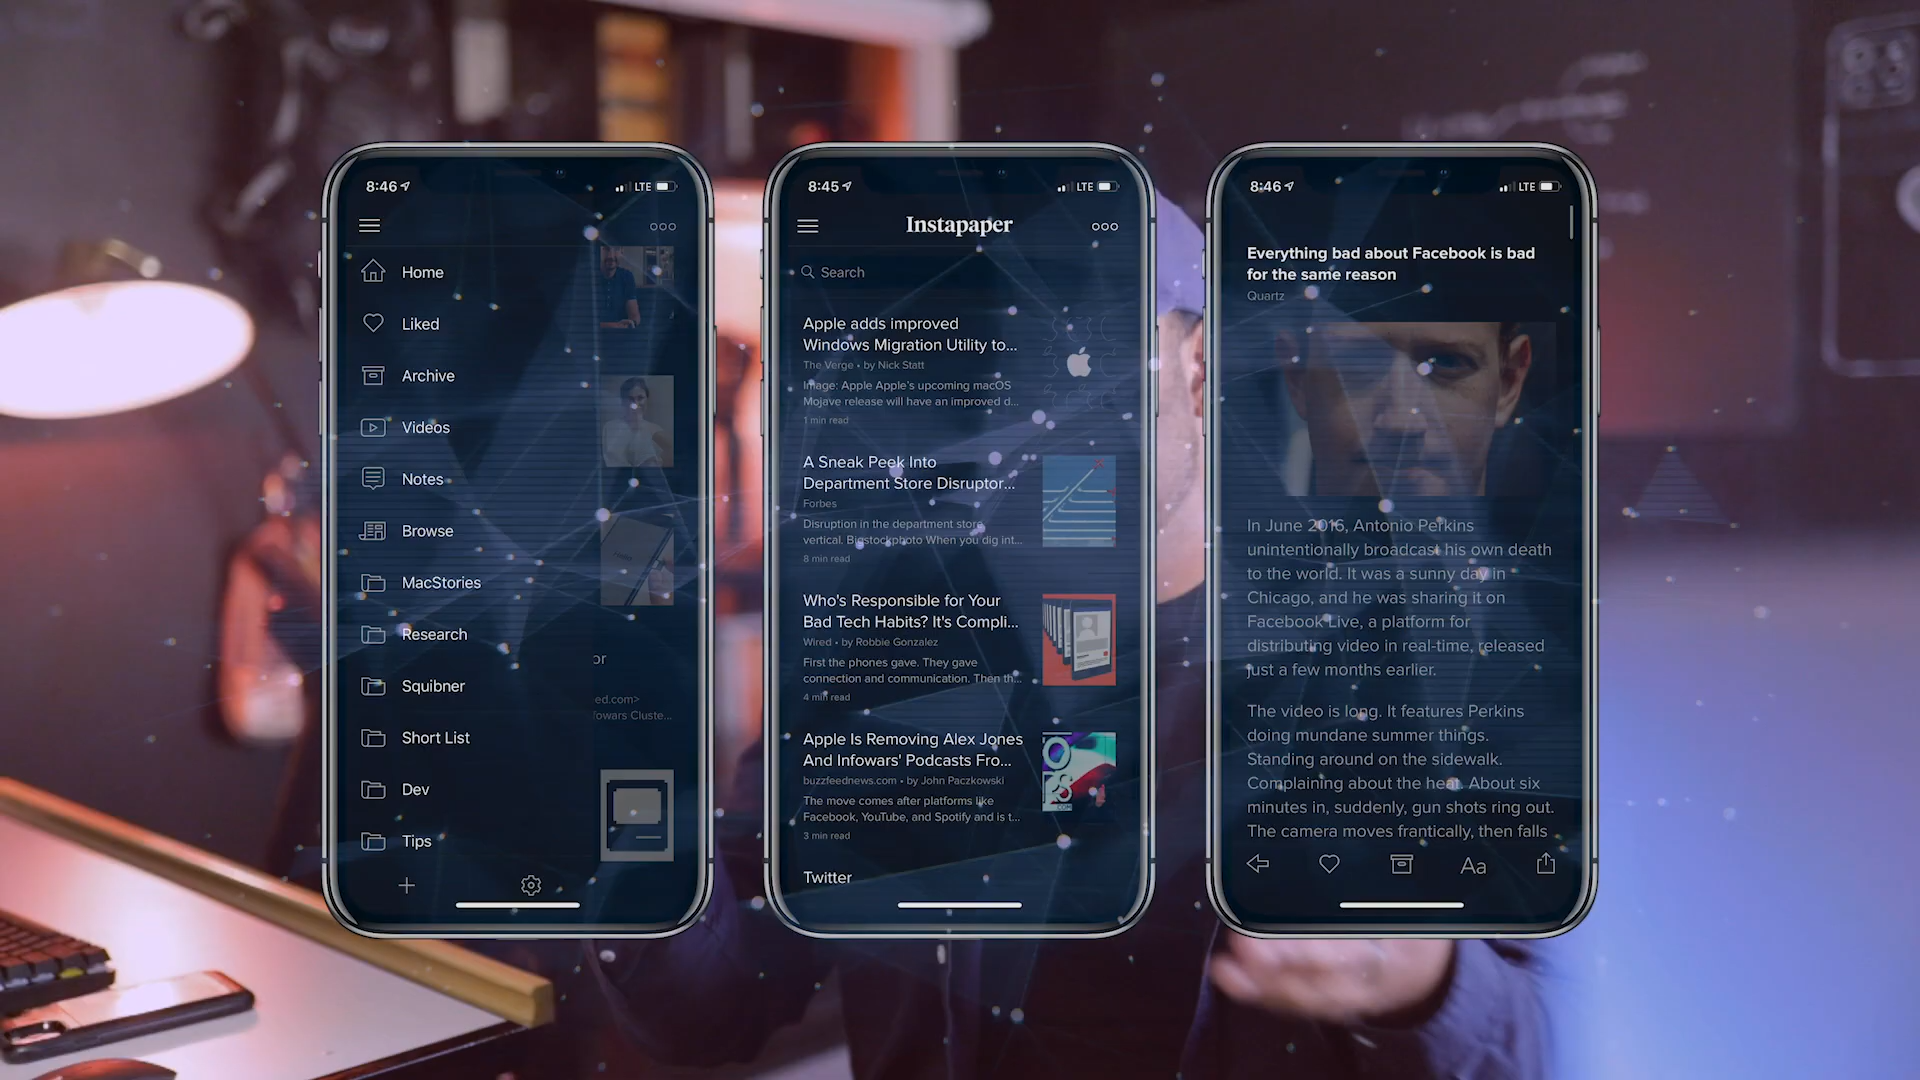 8:46
LTE
Home
Liked
Archive
Videos
Notes
Browse
MacStories
Research
Squibner
Short List
Dev
Tips
or
ed.com>
fowars Cluste...
8:45
LTE
Instapaper
Search
Apple adds improved
Windows Migration Utility to...
The Verge • by Nick Statt
Image: Apple Apple's upcoming macOS
Mojave release will have an improved d...
1 min read
A Sneak Peek Into
Department Store Disruptor...
Forbes
Disruption in the department store
vertical. Bigstockphoto When you dig int...
8 min read
Who's Responsible for Your
Bad Tech Habits? It's Compli...
Wired • by Robbie Gonzalez
First the phones gave. They gave
connection and communication. Then th...
4 min read
Apple Is Removing Alex Jones
And Infowars' Podcasts Fro...
buzzfeednews.com • by John Paczkowski
The move comes after platforms like
Facebook, YouTube, and Spotify and is t...
3 min read
Twitter
8:46
LTE
Everything bad about Facebook is bad
for the same reason
Quartz
In June 2016, Antonio Perkins
unintentionally broadcast his own death
to the world. It was a sunny day in
Chicago, and he was sharing it on
Facebook Live, a platform for
distributing video in real-time, released
just a few months earlier.
The video is long. It features Perkins
doing mundane summer things.
Standing around on the sidewalk.
Complaining about the heat. About six
minutes in, suddenly, gun shots ring out.
The camera moves frantically, then falls
Aa